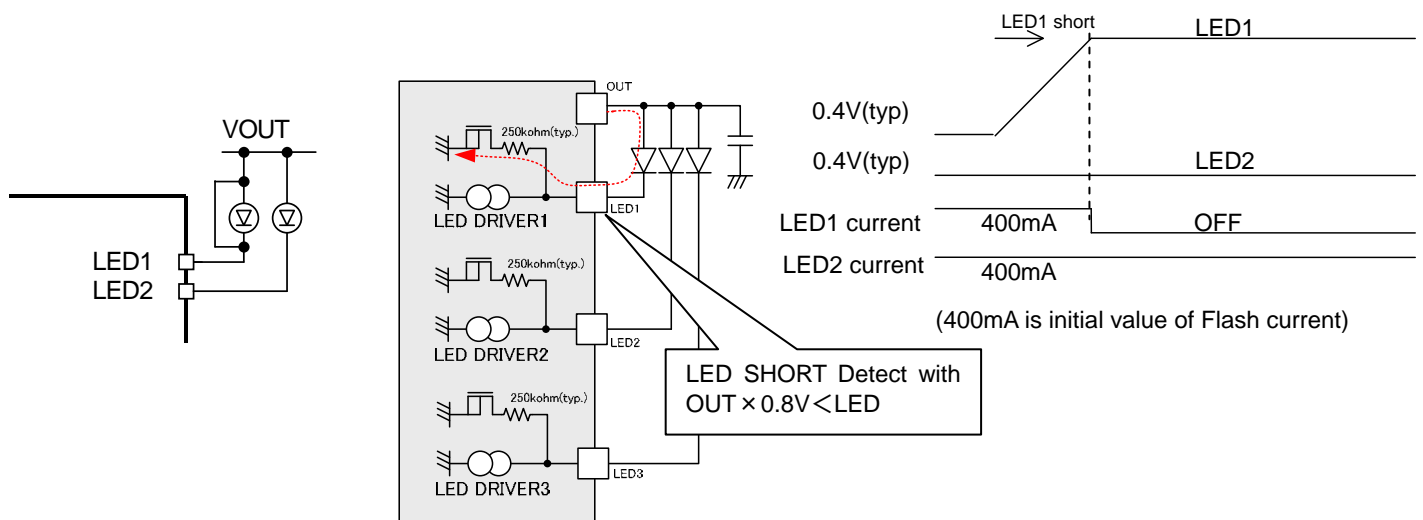 VOUT
LED1
LED2
OUT
250kohm(typ.)
LED DRIVER1
LED1
250kohm(typ.)
LED DRIVER2
LED2
250kohm(typ.)
LED DRIVER3
LED3
LED SHORT Detect with
OUT×0.8V<LED
LED1 short
LED1
0.4V(typ)
0.4V(typ)
LED2
LED1 current
400mA
OFF
LED2 current
400mA
(400mA is initial value of Flash current)